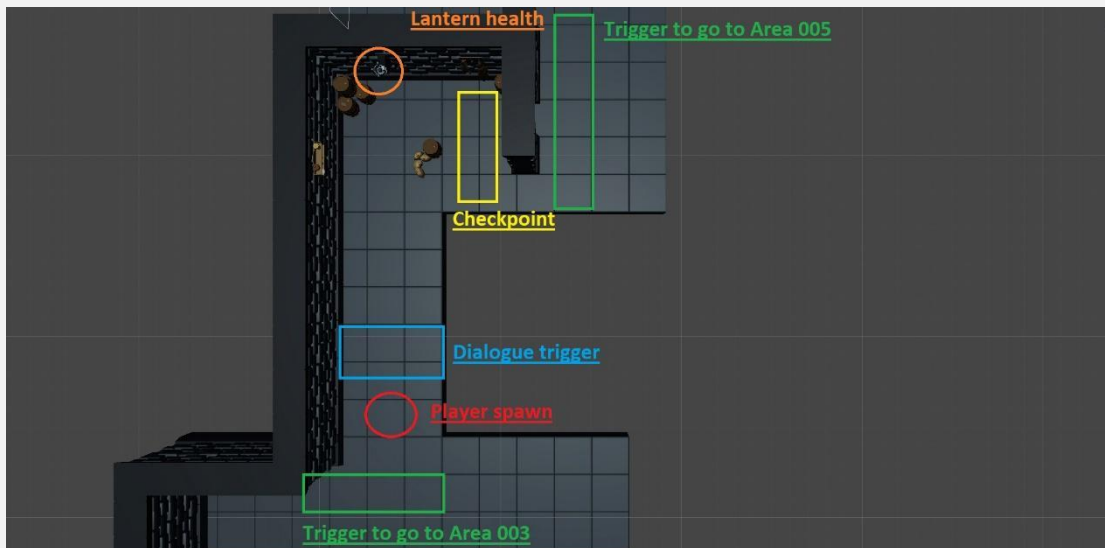 Lantern health
Trigger to go to Area 005
Checkpoint
Dialogue trigger
Player spawn
Trigger to go to Area 003